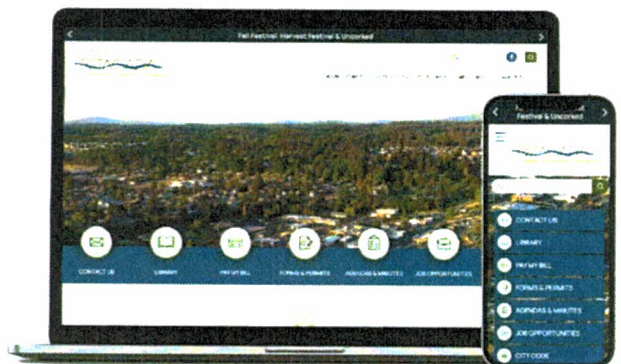 Fall Festival: Harvest Festival & Uncorked
CONTACT US
LIBRARY
PAY MY BILL
FORMS & PERMITS
AGENDAS & MINUTES
JOB OPPORTUNITIES
Festival & Uncorked
CONTACT US
LIBRARY
PAY MY BILL
FORMS & PERMITS
AGENDAS & MINUTES
JOB OPPORTUNITIES
CITY CODE